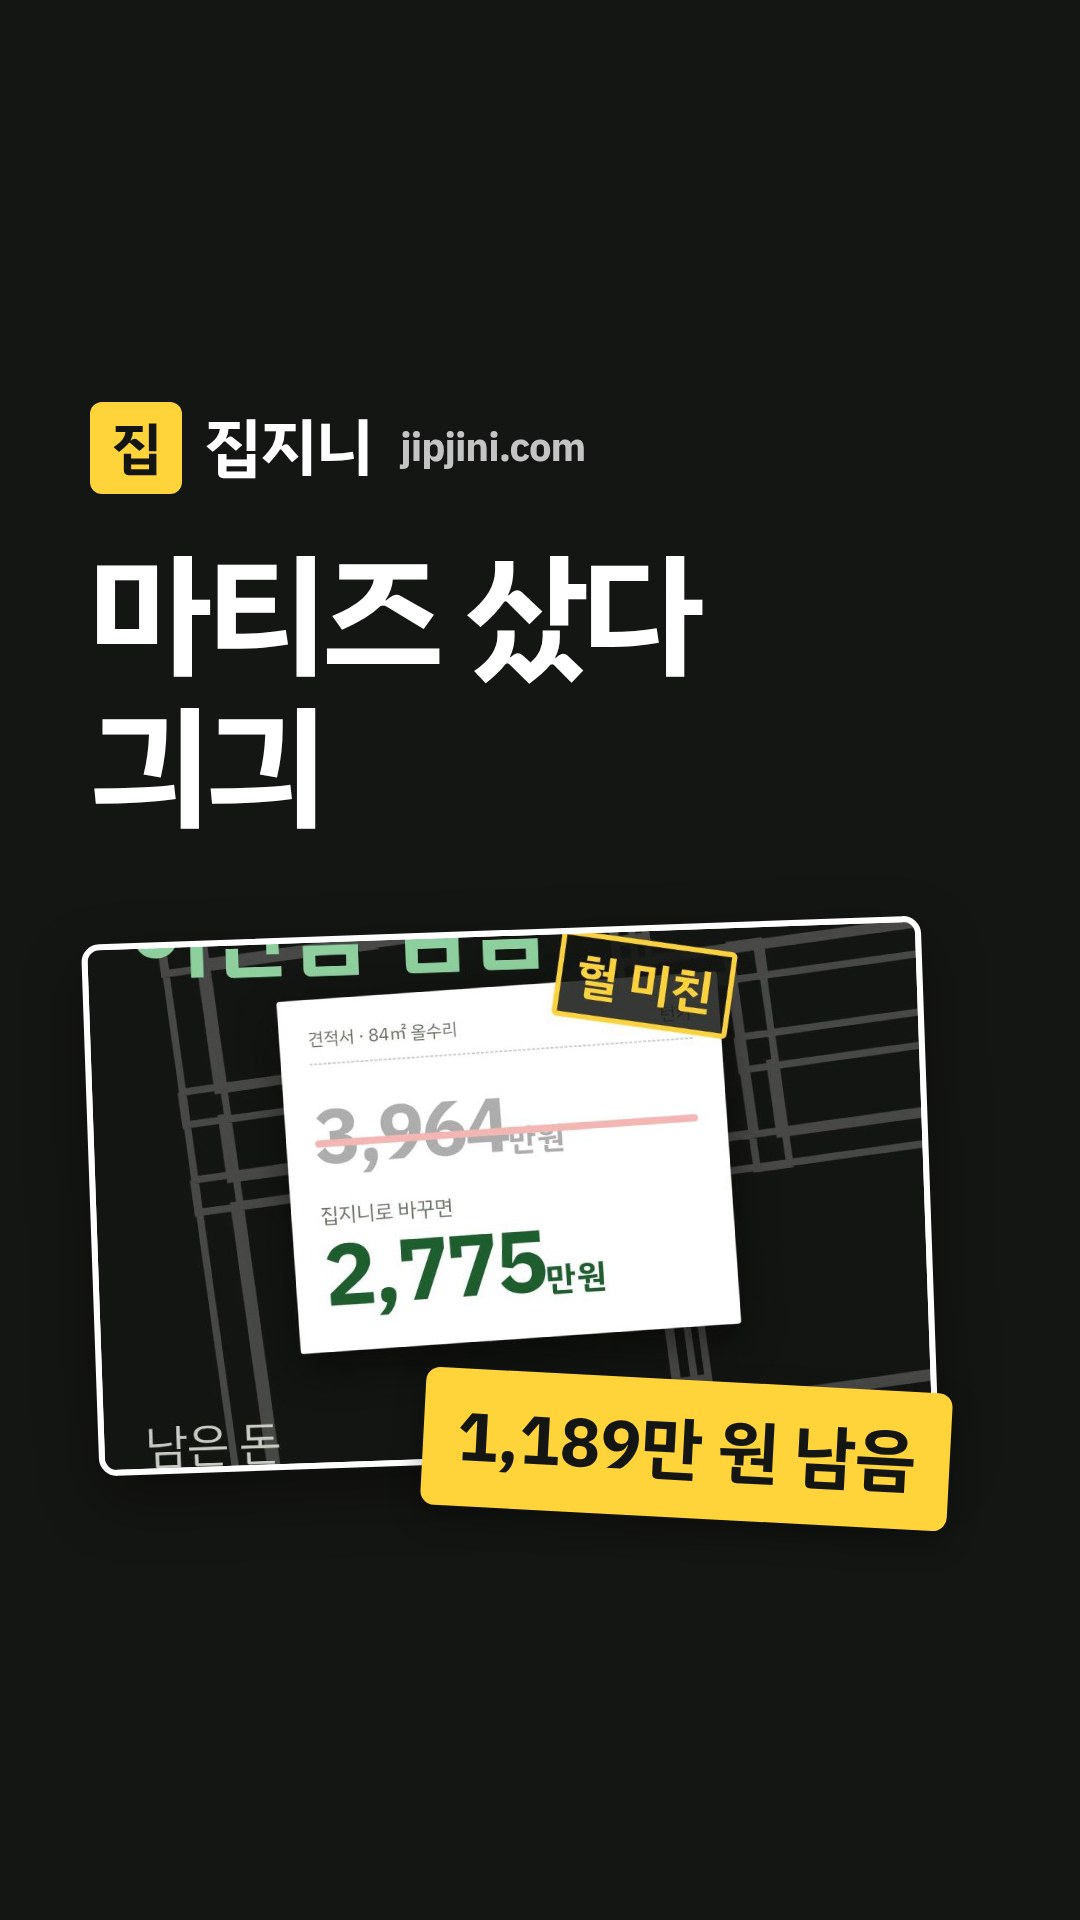 집 집지니 jipjini.com
마티즈 샀다
긔긔
헐 미친
견적서 · 84㎡ 올수리
3,964만원
집지니로 바꾸면
2,775만원
남은 돈
1,189만 원 남음